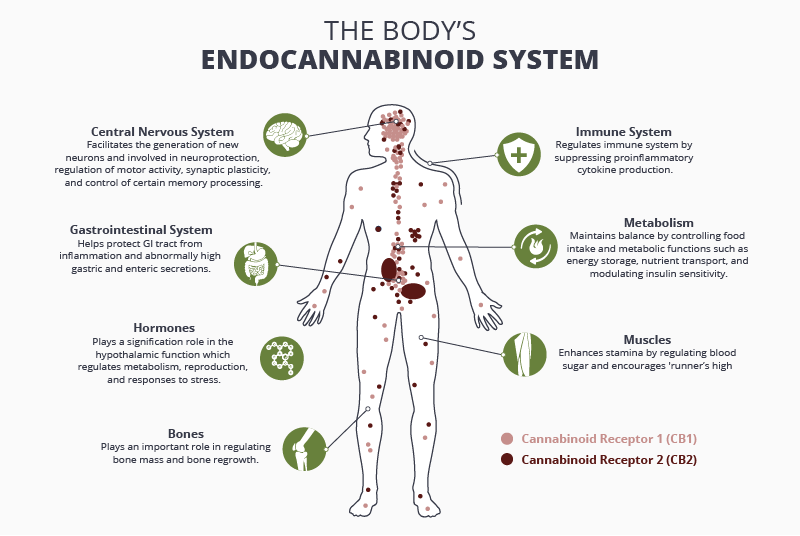 THE BODY'S
ENDOCANNABINOID SYSTEM
Central Nervous System
Facilitates the generation of new
neurons and involved in neuroprotection,
regulation of motor activity, synaptic plasticity,
and control of certain memory processing.
Gastrointestinal System
Helps protect GI tract from
inflammation and abnormally high
gastric and enteric secretions.
Hormones
Plays a signification role in the
hypothalamic function which
regulates metabolism, reproduction,
and responses to stress.
Bones
Plays an important role in regulating
bone mass and bone regrowth.
Immune System
Regulates immune system by
suppressing proinflammatory
cytokine production.
Metabolism
Maintains balance by controlling food
intake and metabolic functions such as
energy storage, nutrient transport, and
modulating insulin sensitivity.
Muscles
Enhances stamina by regulating blood
sugar and encourages 'runner's high
Cannabinoid Receptor 1 (CB1)
Cannabinoid Receptor 2 (CB2)